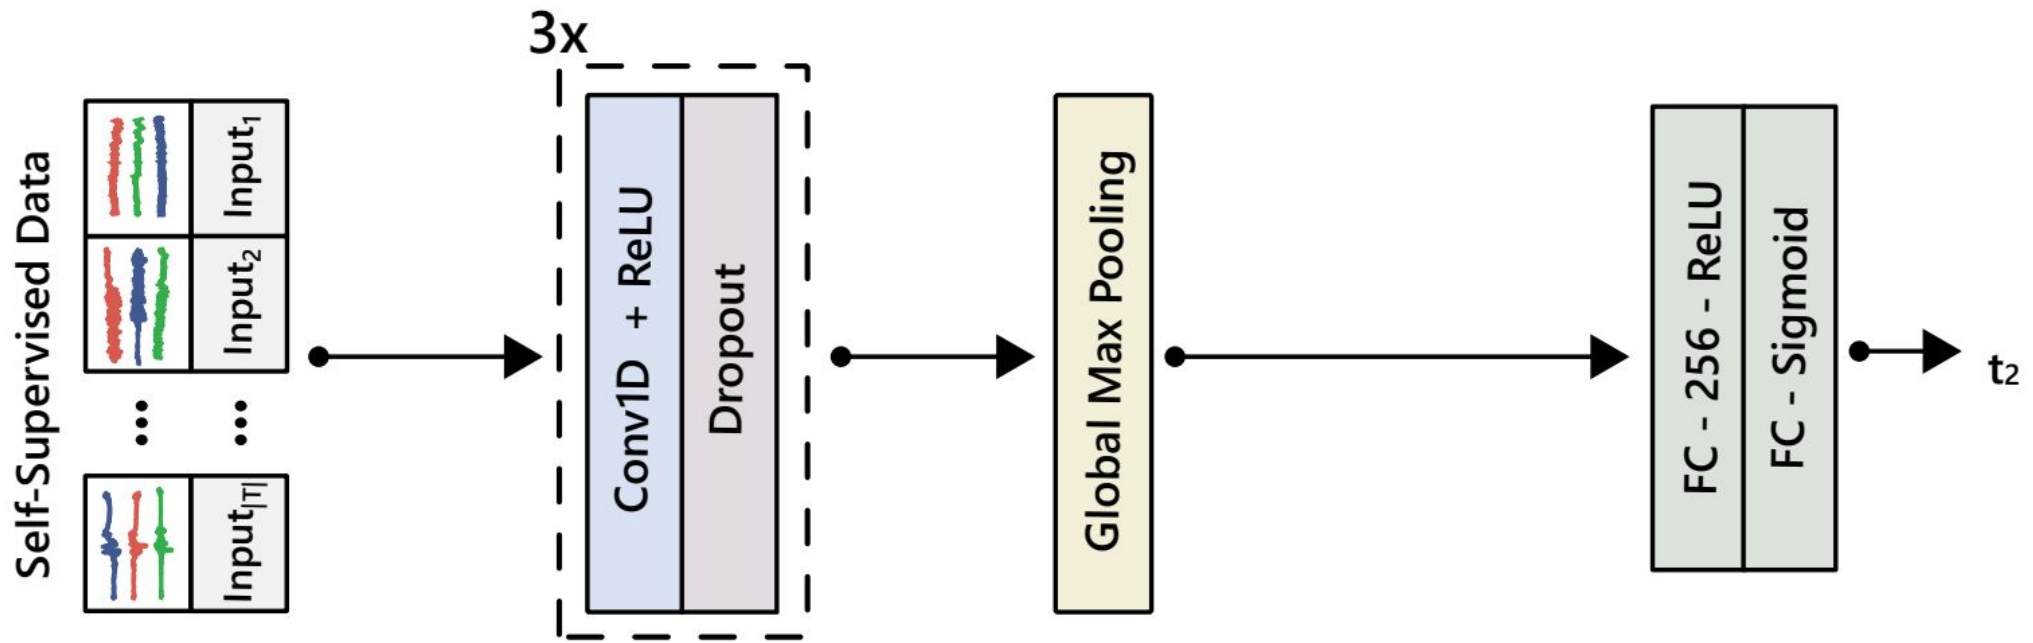 Self-Supervised Data
Input1
Input2
Input|T|
3x
Conv1D + ReLU
Dropout
Global Max Pooling
FC - 256 - ReLU
FC - Sigmoid
t2